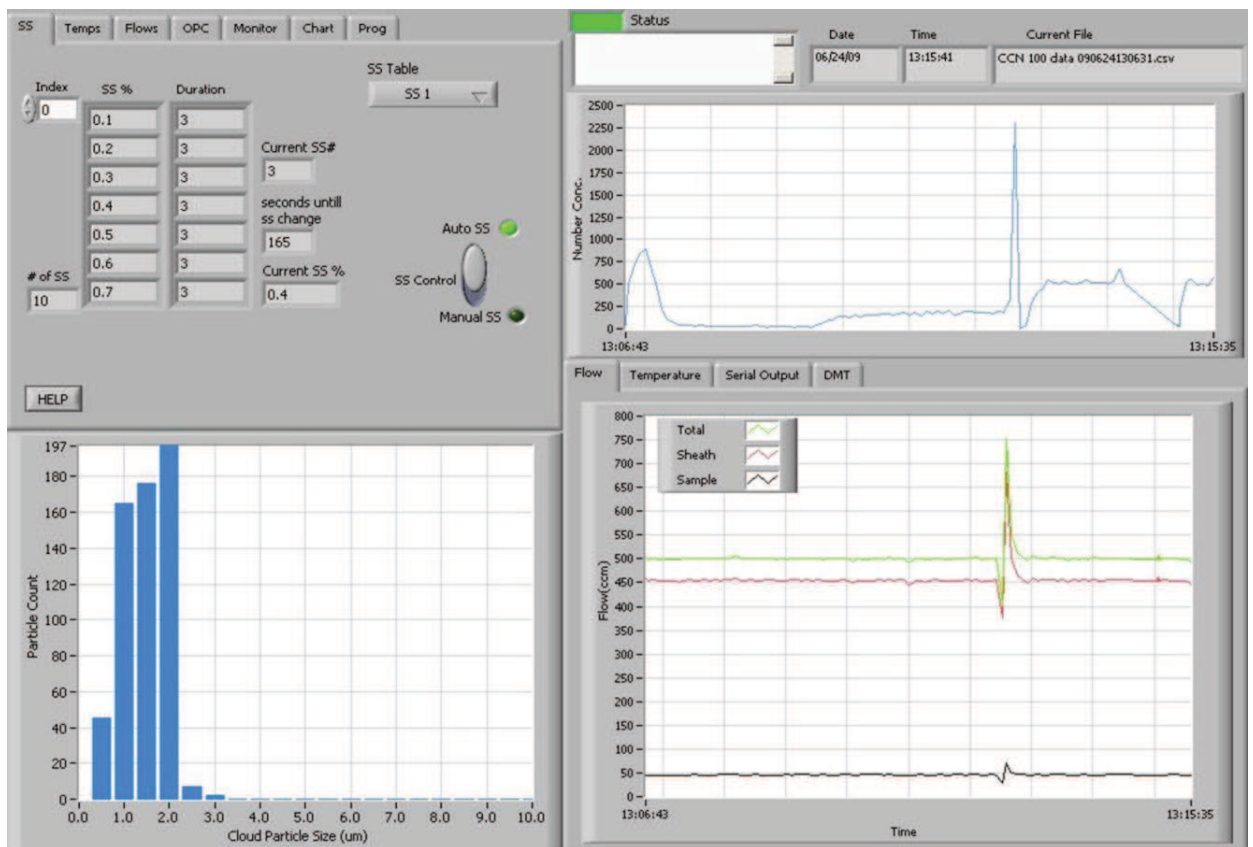 SS Temps Flows OPC Monitor Chart Prog
SS Table
SS 1
Index SS % Duration
0
0.1 3
0.2 3
0.3 3
0.4 3
0.5 3
0.6 3
0.7 3
Current SS#
3
seconds untill
ss change
165
Current SS %
0.4
# of SS
10
Auto SS
SS Control
Manual SS
HELP
Status
Date Time Current File
06/24/09 13:15:41 CCN 100 data 090624130631.csv
Number Conc.
2500
2250
2000
1750
1500
1250
1000
750
500
250
0
13:06:43 13:15:35
Particle Count
197
180
160
140
120
100
80
60
40
20
0
0.0 1.0 2.0 3.0 4.0 5.0 6.0 7.0 8.0 9.0 10.0
Cloud Particle Size (um)
Flow Temperature Serial Output DMT
Total
Sheath
Sample
Flow(ccm)
800
750
700
650
600
550
500
450
400
350
300
250
200
150
100
50
0
13:06:43 13:15:35
Time